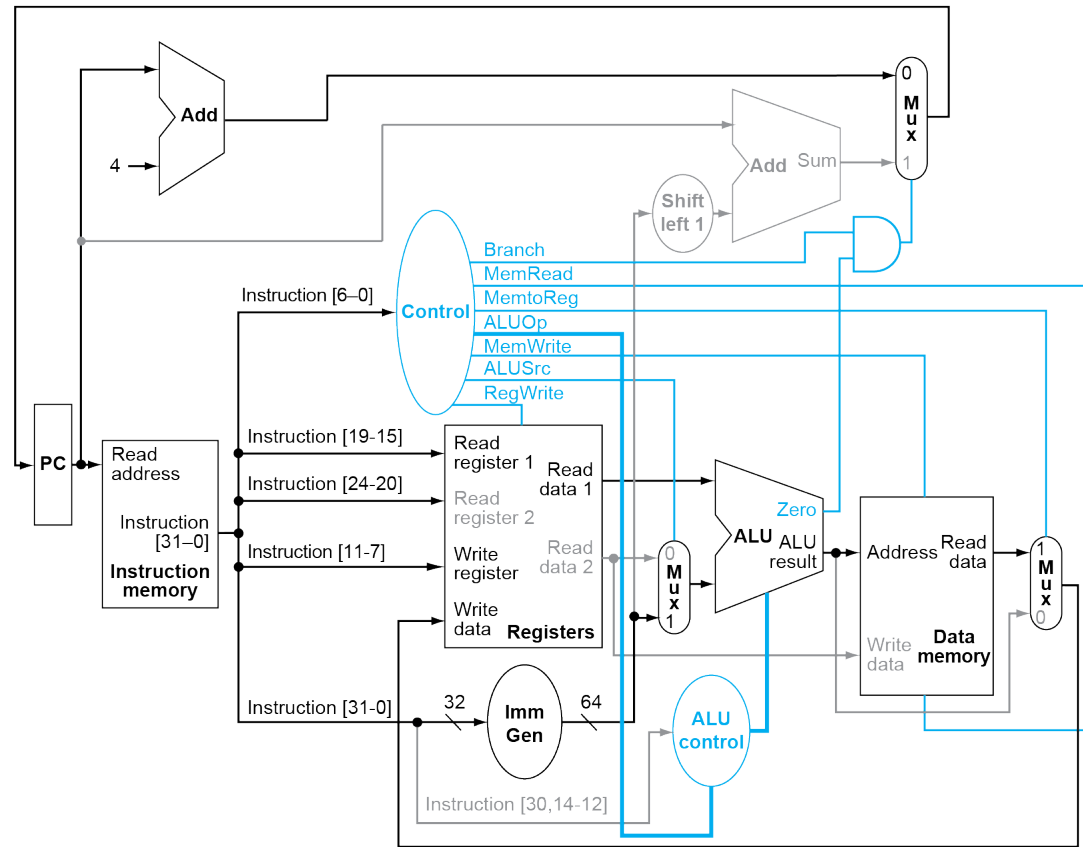 0
M
u
x
1
Add
4
Add
Sum
Shift
left 1
Branch
MemRead
MemtoReg
ALUOp
MemWrite
ALUSrc
RegWrite
Instruction [6–0]
Control
PC
Read
address
Instruction
[31–0]
Instruction
memory
Instruction [19-15]
Instruction [24-20]
Instruction [11-7]
Instruction [31-0]
Read
register 1
Read
register 2
Write
register
Write
data
Read
data 1
Read
data 2
Registers
0
M
u
x
1
Zero
ALU
ALU
result
Address
Read
data
Write
data
Data
memory
1
M
u
x
0
32
Imm
Gen
64
ALU
control
Instruction [30,14-12]